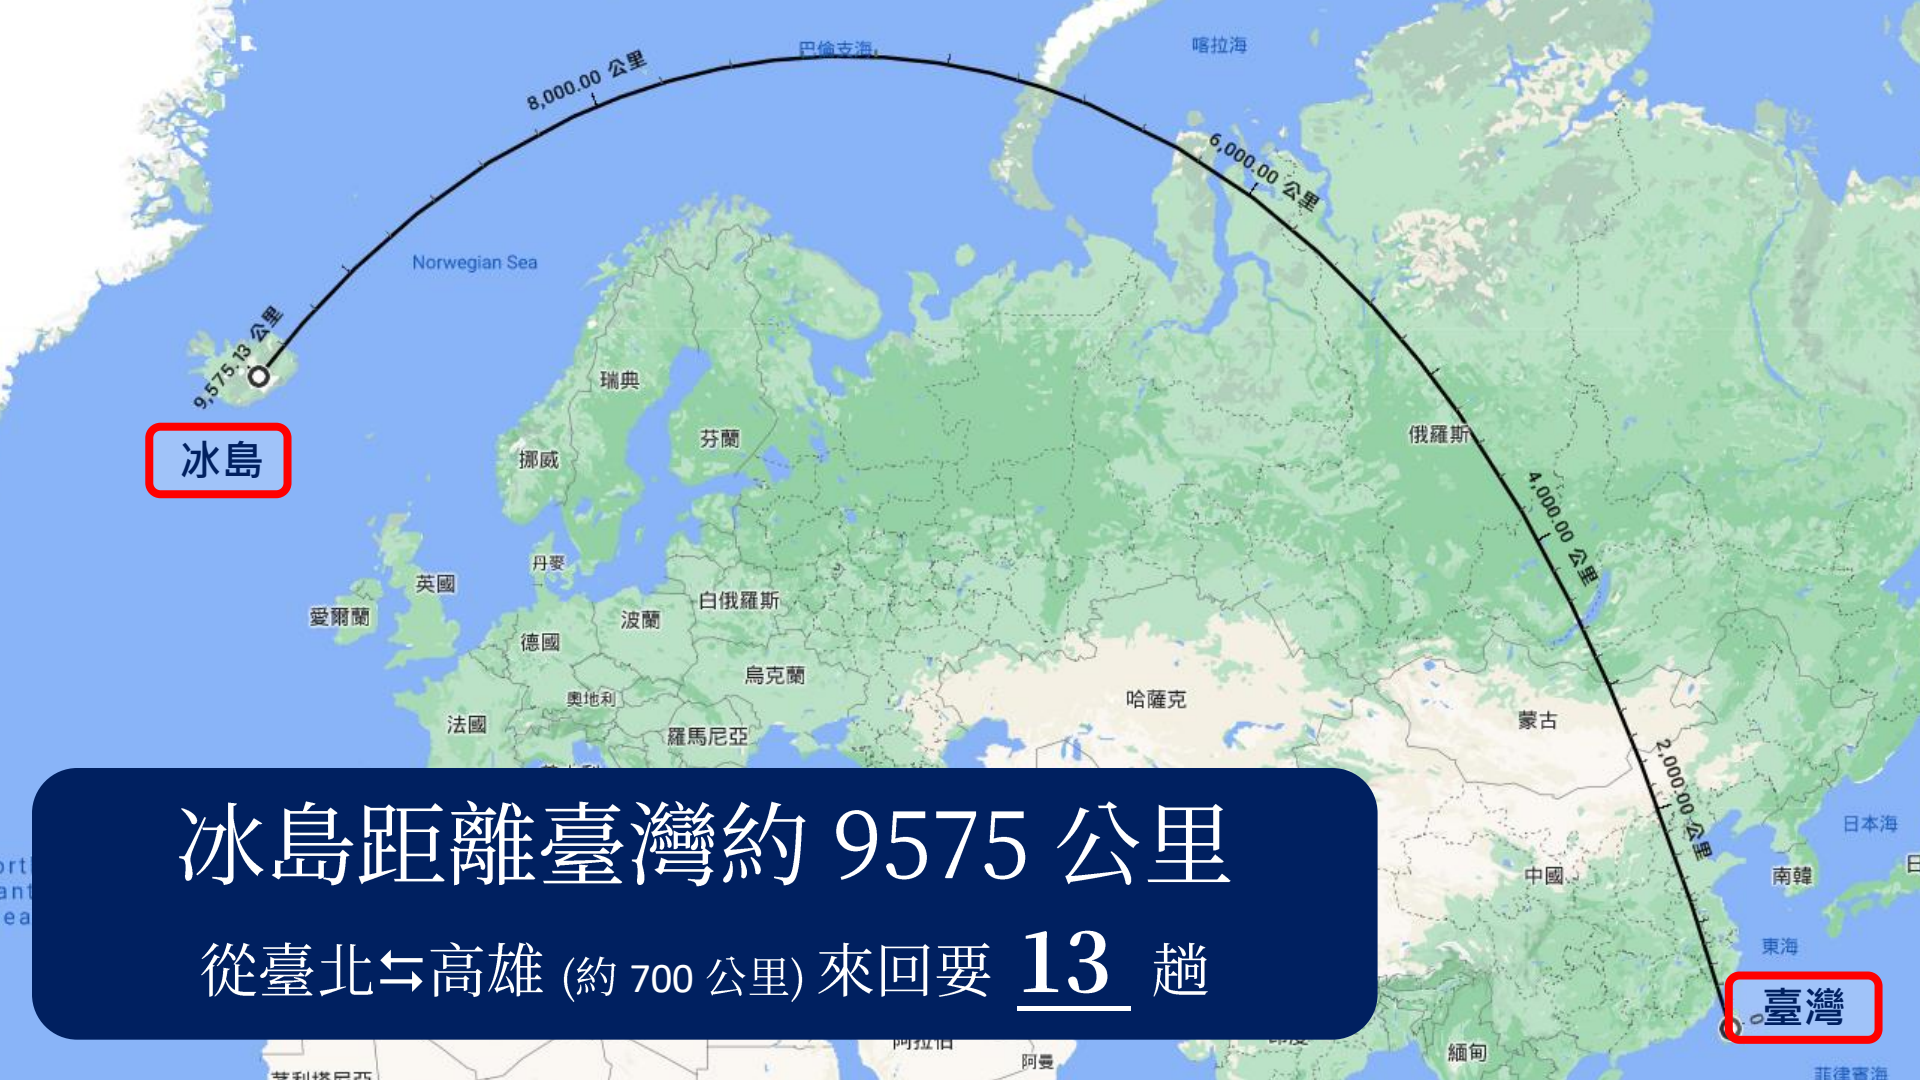 巴倫支海
喀拉海
8,000.00 公里
6,000.00 公里
Norwegian Sea
9,575.13 公里
瑞典
芬蘭
俄羅斯
挪威
冰島
4,000.00 公里
丹麥
英國
白俄羅斯
愛爾蘭
波蘭
德國
烏克蘭
奧地利
哈薩克
蒙古
法國
羅馬尼亞
2,000.00 公里
日本海
冰島距離臺灣約 9575 公里
中國
南韓
東海
從臺北⇆高雄 (約 700 公里) 來回要 13 趟
0
臺灣
緬甸
阿曼
菲律賓海